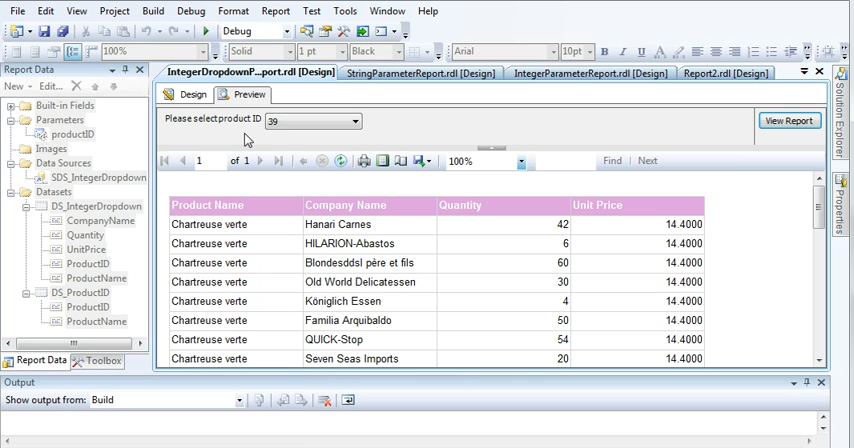 File Edit View Project Build Debug Format Report Test Tools Window Help
Debug
100% Solid 1 pt Black Arial 10pt B I U A
Report Data
New Edit...
Built-in Fields
Parameters
productID
Images
Data Sources
SDS_IntegerDropdown
Datasets
DS_IntegerDropdown
CompanyName
Quantity
UnitPrice
ProductID
ProductName
DS_ProductID
ProductID
ProductName
Report Data Toolbox
IntegerDropdownP...port.rdl [Design] StringParameterReport.rdl [Design] IntegerParameterReport.rdl [Design] Report2.rdl [Design]
Design Preview
Please select product ID 39 View Report
1 of 1 100% Find Next
Product Name Company Name Quantity Unit Price
Chartreuse verte Hanari Carnes 42 14.4000
Chartreuse verte HILARION-Abastos 6 14.4000
Chartreuse verte Blondesddsl père et fils 60 14.4000
Chartreuse verte Old World Delicatessen 30 14.4000
Chartreuse verte Königlich Essen 4 14.4000
Chartreuse verte Familia Arquibaldo 50 14.4000
Chartreuse verte QUICK-Stop 54 14.4000
Chartreuse verte Seven Seas Imports 20 14.4000
Solution Explorer
Properties
Output
Show output from: Build